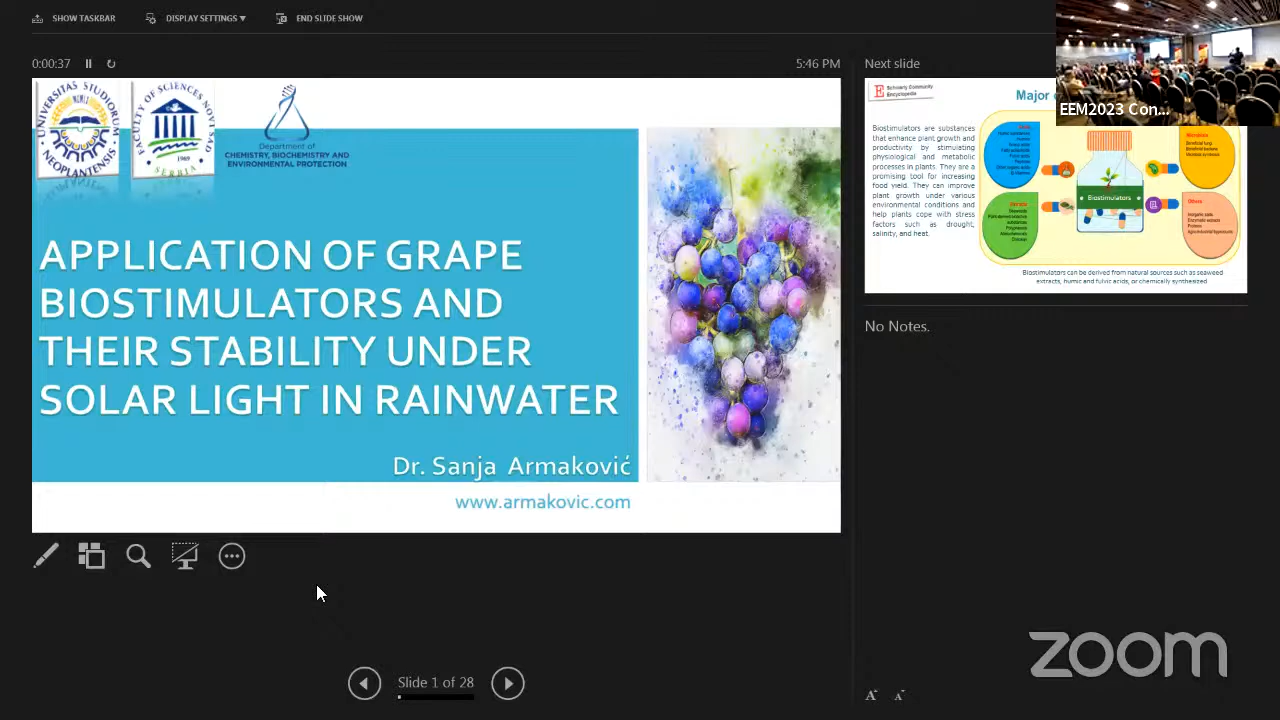 SHOW TASKBAR
DISPLAY SETTINGS ▾
END SLIDE SHOW
0:00:37
5:46 PM
UNIVERSITAS STUDIORUM
NEOPLANTENSIS
FACULTY OF SCIENCES NOVI SAD
1969
SERBIA
Department of
CHEMISTRY, BIOCHEMISTRY AND
ENVIRONMENTAL PROTECTION
APPLICATION OF GRAPE
BIOSTIMULATORS AND
THEIR STABILITY UNDER
SOLAR LIGHT IN RAINWATER
Dr. Sanja Armaković
www.armakovic.com
Slide 1 of 28
Next slide
EEM2023 Con...
Scholarly Community
Encyclopedia
Major
Biostimulators are substances
that enhance plant growth and
productivity by stimulating
physiological and metabolic
processes in plants. They are a
promising tool for increasing
food yield. They can improve
plant growth under various
environmental conditions and
help plants cope with stress
factors such as drought,
salinity, and heat.
Biostimulators
Others
Biostimulators can be derived from natural sources such as seaweed
extracts, humic and fulvic acids, or chemically synthesized
No Notes.
zoom
A A